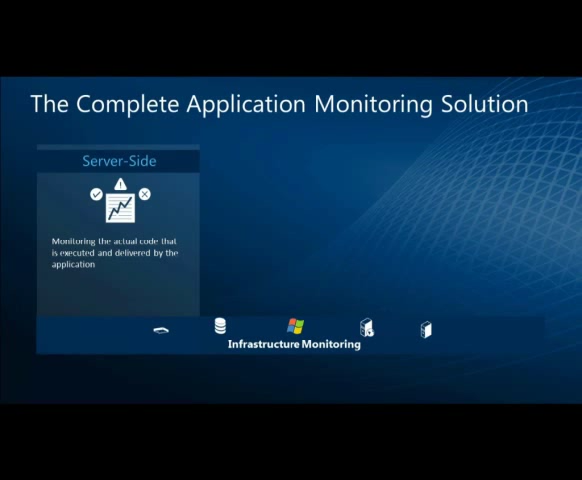 The Complete Application Monitoring Solution
Server-Side
Monitoring the actual code that
is executed and delivered by the
application
Infrastructure Monitoring